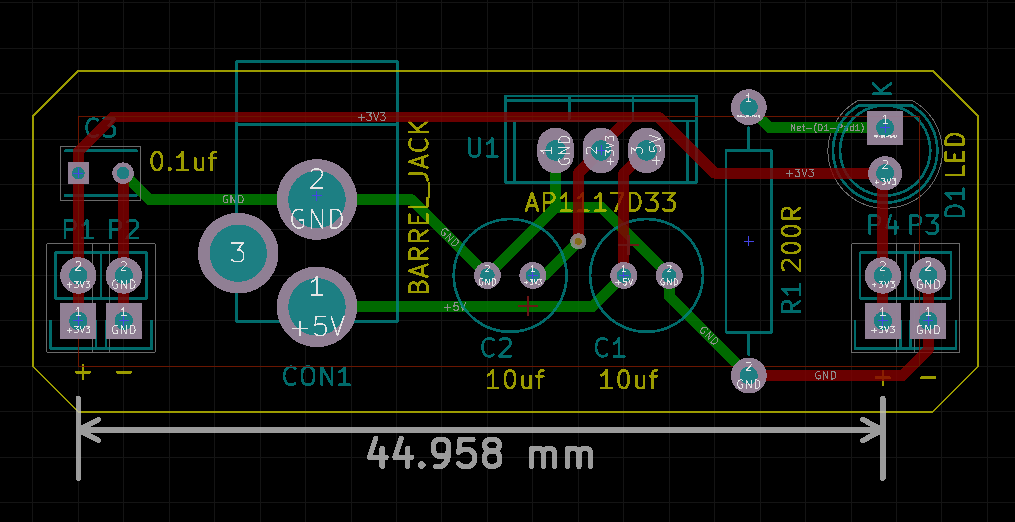 K
C3
+3V3
1
Net-(D1-Pad1)
1
0.1uf
U1
1
GND
2
+3V3
3
+5V
LED
BARREL_JACK
2
GND
GND
+3V3
2
+3V3
AP1117D33
D1
P1 P2
3
GND
R1 200R
P4 P3
2
+3V3
2
GND
2
GND
1
+3V3
1
+5V
2
GND
2
+3V3
2
GND
1
+3V3
1
GND
1
+5V
+5V
GND
1
+3V3
1
GND
C2
C1
+ −
CON1
10uf
10uf
2
GND
GND
+ −
44.958 mm